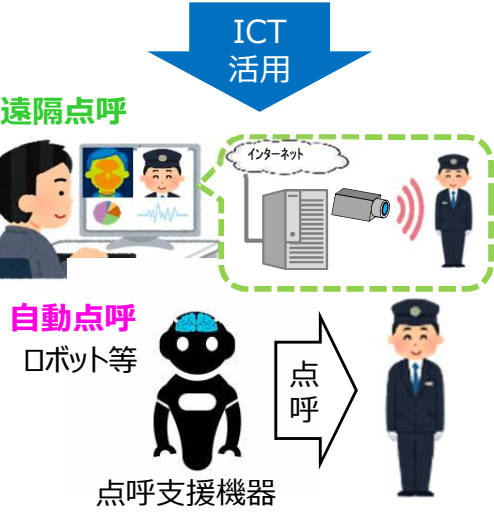 ICT
活用
遠隔点呼
インターネット
自動点呼
ロボット等
点
呼
点呼支援機器